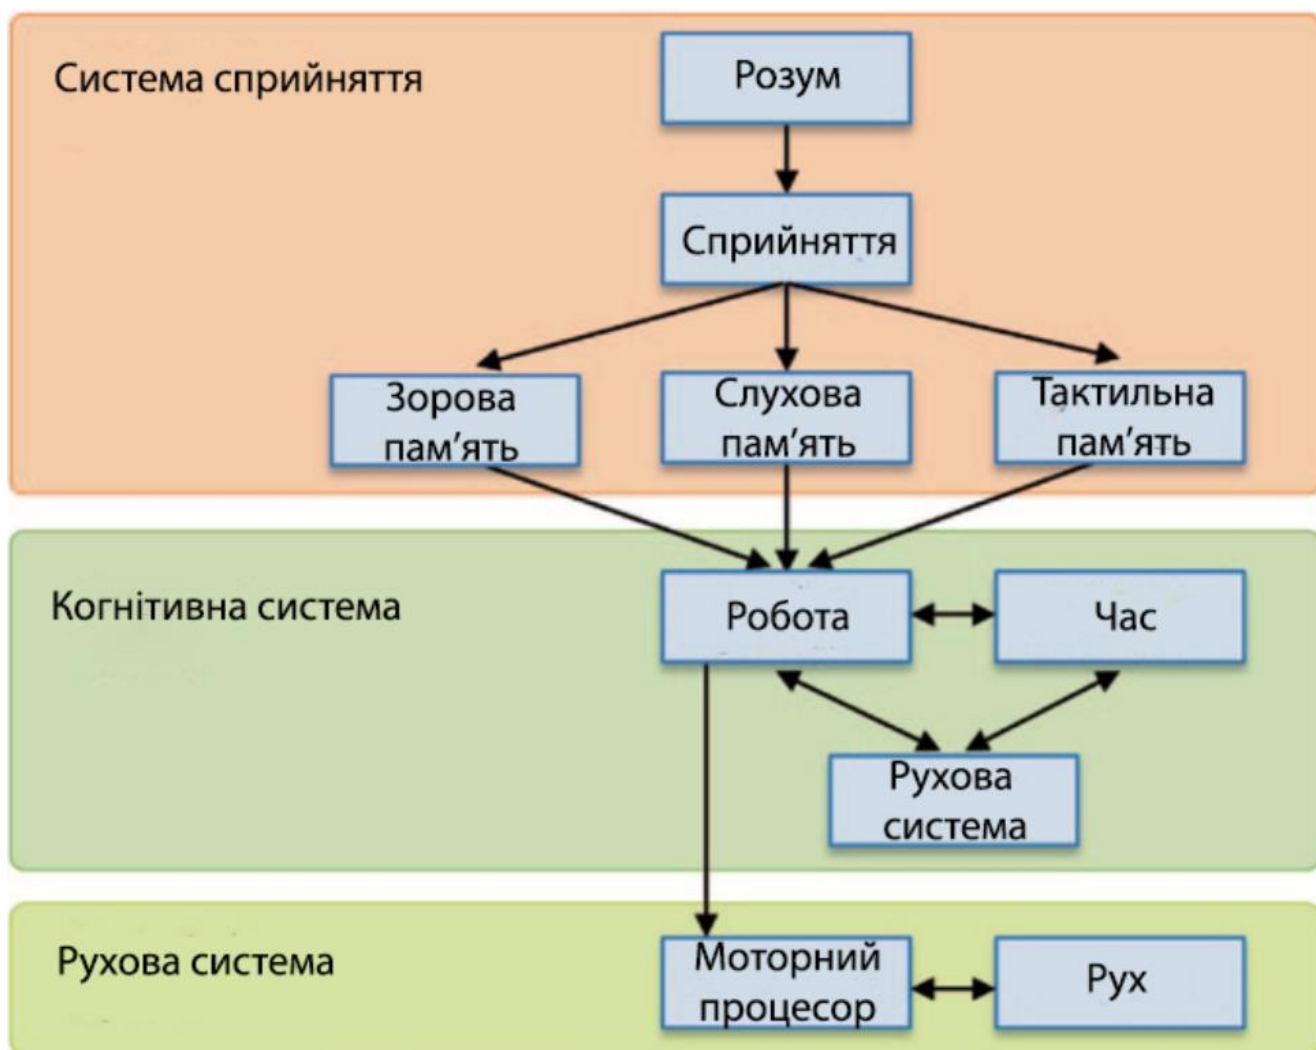 Система сприйняття
Розум
Сприйняття
Зорова
пам’ять
Слухова
пам’ять
Тактильна
пам’ять
Когнітивна система
Робота
Час
Рухова
система
Рухова система
Моторний
процесор
Рух